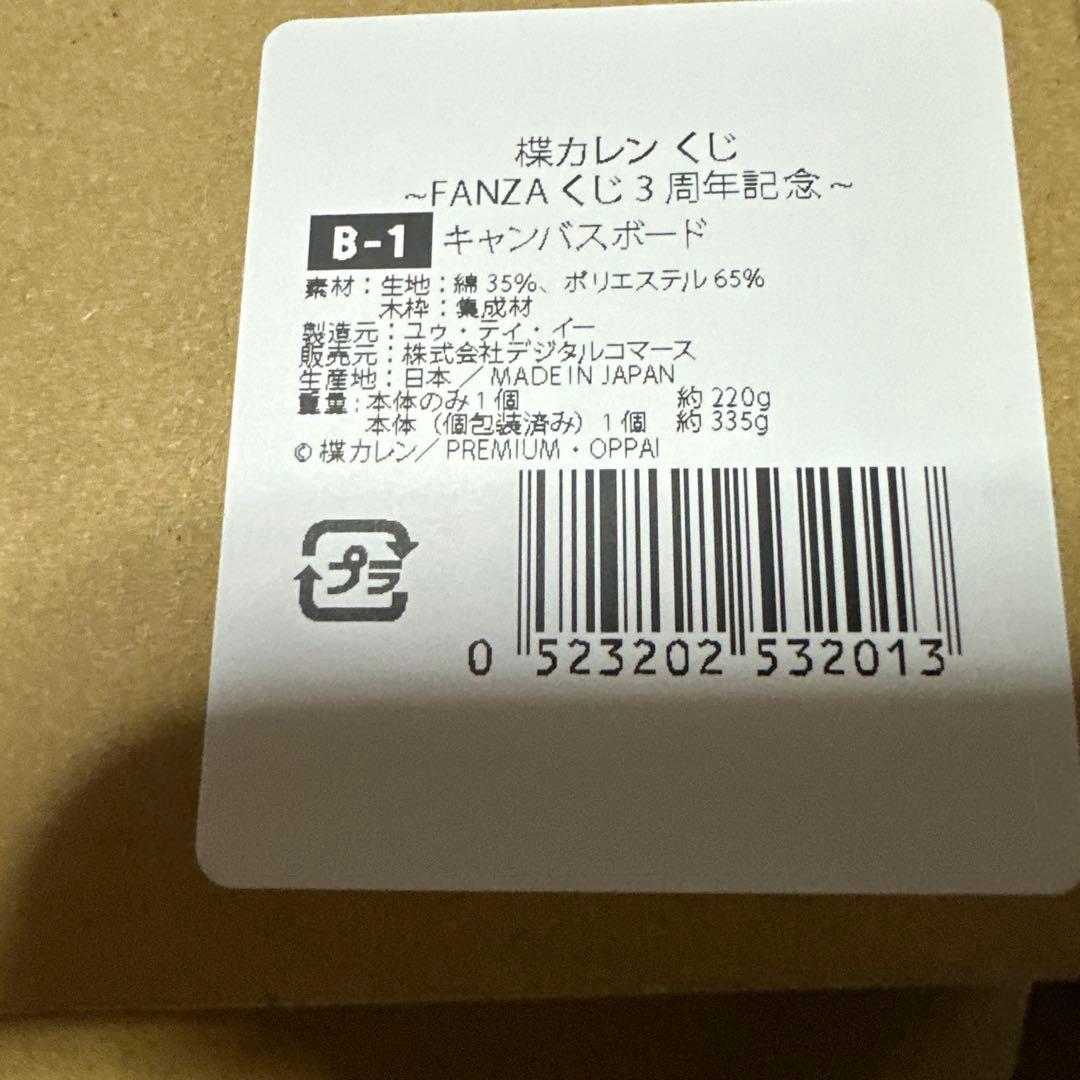 楪カレン くじ
~FANZA くじ 3 周年記念~
B-1 キャンバスボード
素材：生地：綿 35%、ポリエステル 65%
木枠：集成材
製造元：ユゥ・ティ・イー
販売元：株式会社デジタルコマース
生産地：日本／MADE IN JAPAN
重量：本体のみ 1 個 約 220g
本体（個包装済み）1 個 約 335g
© 楪カレン／PREMIUM・OPPAI
プラ
0 523202 532013